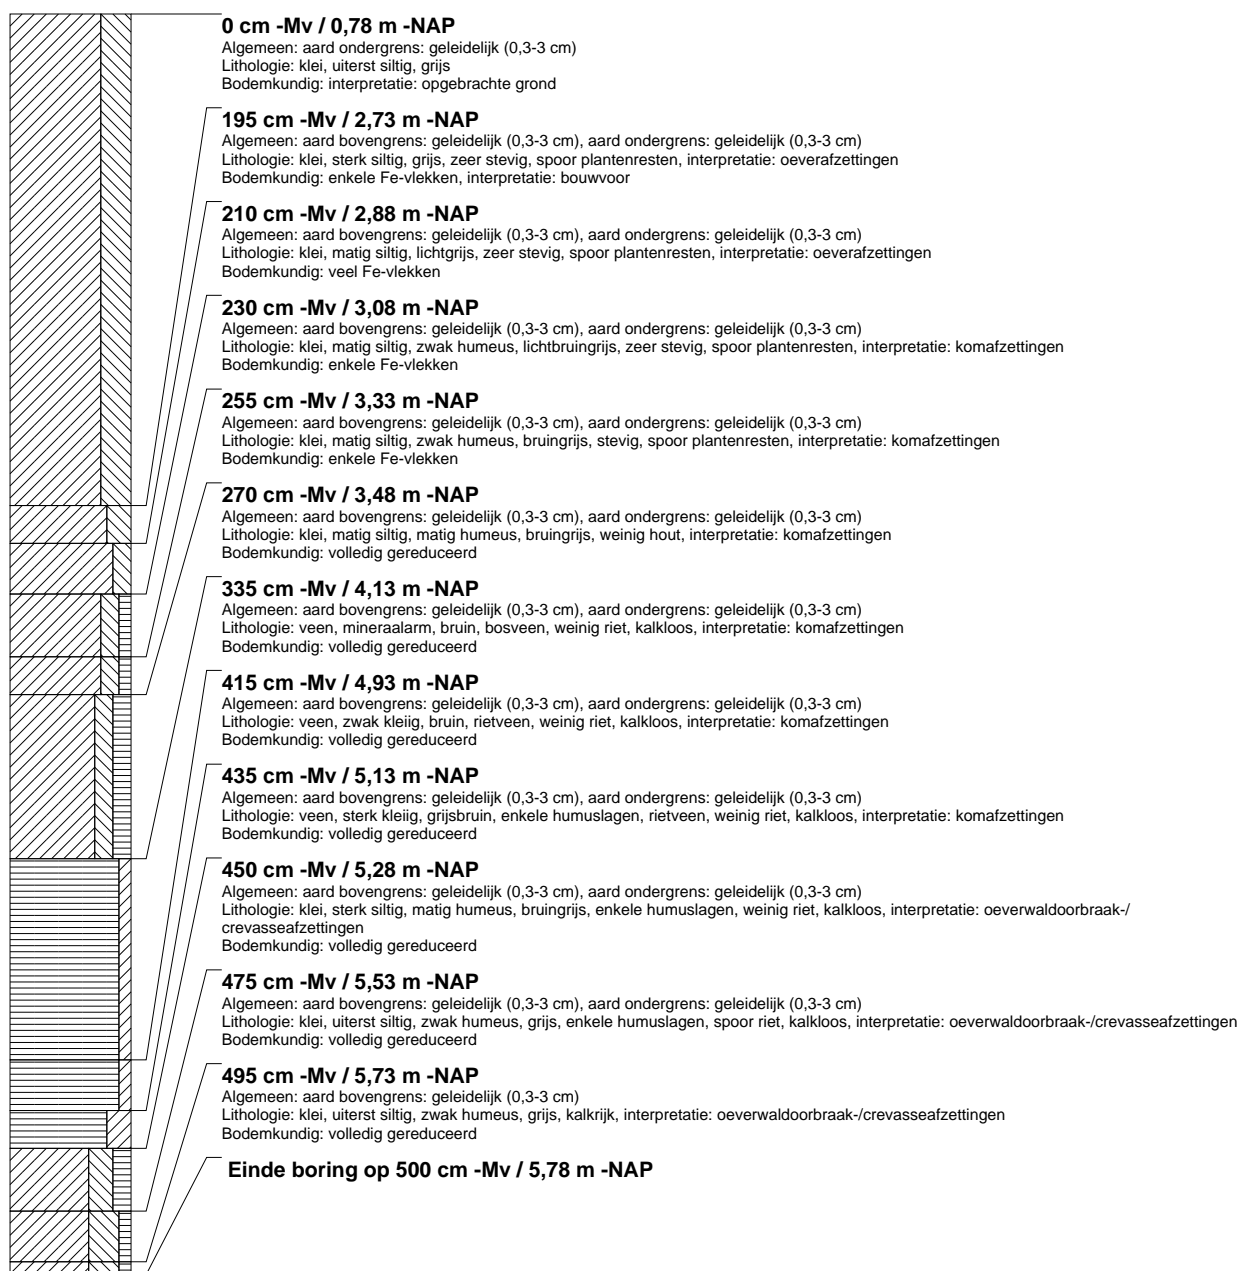 0 cm -Mv / 0,78 m -NAP
Algemeen: aard ondergrens: geleidelijk (0,3-3 cm)
Lithologie: klei, uiterst siltig, grijs
Bodemkundig: interpretatie: opgebrachte grond
195 cm -Mv / 2,73 m -NAP
Algemeen: aard bovengrens: geleidelijk (0,3-3 cm), aard ondergrens: geleidelijk (0,3-3 cm)
Lithologie: klei, sterk siltig, grijs, zeer stevig, spoor plantenresten, interpretatie: oeverafzettingen
Bodemkundig: enkele Fe-vlekken, interpretatie: bouwvoor
210 cm -Mv / 2,88 m -NAP
Algemeen: aard bovengrens: geleidelijk (0,3-3 cm), aard ondergrens: geleidelijk (0,3-3 cm)
Lithologie: klei, matig siltig, lichtgrijs, zeer stevig, spoor plantenresten, interpretatie: oeverafzettingen
Bodemkundig: veel Fe-vlekken
230 cm -Mv / 3,08 m -NAP
Algemeen: aard bovengrens: geleidelijk (0,3-3 cm), aard ondergrens: geleidelijk (0,3-3 cm)
Lithologie: klei, matig siltig, zwak humeus, lichtbruingrijs, zeer stevig, spoor plantenresten, interpretatie: komafzettingen
Bodemkundig: enkele Fe-vlekken
255 cm -Mv / 3,33 m -NAP
Algemeen: aard bovengrens: geleidelijk (0,3-3 cm), aard ondergrens: geleidelijk (0,3-3 cm)
Lithologie: klei, matig siltig, zwak humeus, bruingrijs, stevig, spoor plantenresten, interpretatie: komafzettingen
Bodemkundig: enkele Fe-vlekken
270 cm -Mv / 3,48 m -NAP
Algemeen: aard bovengrens: geleidelijk (0,3-3 cm), aard ondergrens: geleidelijk (0,3-3 cm)
Lithologie: klei, matig siltig, matig humeus, bruingrijs, weinig hout, interpretatie: komafzettingen
Bodemkundig: volledig gereduceerd
335 cm -Mv / 4,13 m -NAP
Algemeen: aard bovengrens: geleidelijk (0,3-3 cm), aard ondergrens: geleidelijk (0,3-3 cm)
Lithologie: veen, mineraalarm, bruin, bosveen, weinig riet, kalkloos, interpretatie: komafzettingen
Bodemkundig: volledig gereduceerd
415 cm -Mv / 4,93 m -NAP
Algemeen: aard bovengrens: geleidelijk (0,3-3 cm), aard ondergrens: geleidelijk (0,3-3 cm)
Lithologie: veen, zwak kleiig, bruin, rietveen, weinig riet, kalkloos, interpretatie: komafzettingen
Bodemkundig: volledig gereduceerd
435 cm -Mv / 5,13 m -NAP
Algemeen: aard bovengrens: geleidelijk (0,3-3 cm), aard ondergrens: geleidelijk (0,3-3 cm)
Lithologie: veen, sterk kleiig, grijsbruin, enkele humuslagen, rietveen, weinig riet, kalkloos, interpretatie: komafzettingen
Bodemkundig: volledig gereduceerd
450 cm -Mv / 5,28 m -NAP
Algemeen: aard bovengrens: geleidelijk (0,3-3 cm), aard ondergrens: geleidelijk (0,3-3 cm)
Lithologie: klei, sterk siltig, matig humeus, bruingrijs, enkele humuslagen, weinig riet, kalkloos, interpretatie: oeverwaldoorbraak-/
crevasseafzettingen
Bodemkundig: volledig gereduceerd
475 cm -Mv / 5,53 m -NAP
Algemeen: aard bovengrens: geleidelijk (0,3-3 cm), aard ondergrens: geleidelijk (0,3-3 cm)
Lithologie: klei, uiterst siltig, zwak humeus, grijs, enkele humuslagen, spoor riet, kalkloos, interpretatie: oeverwaldoorbraak-/crevasseafzettingen
Bodemkundig: volledig gereduceerd
495 cm -Mv / 5,73 m -NAP
Algemeen: aard bovengrens: geleidelijk (0,3-3 cm)
Lithologie: klei, uiterst siltig, zwak humeus, grijs, kalkrijk, interpretatie: oeverwaldoorbraak-/crevasseafzettingen
Bodemkundig: volledig gereduceerd
Einde boring op 500 cm -Mv / 5,78 m -NAP